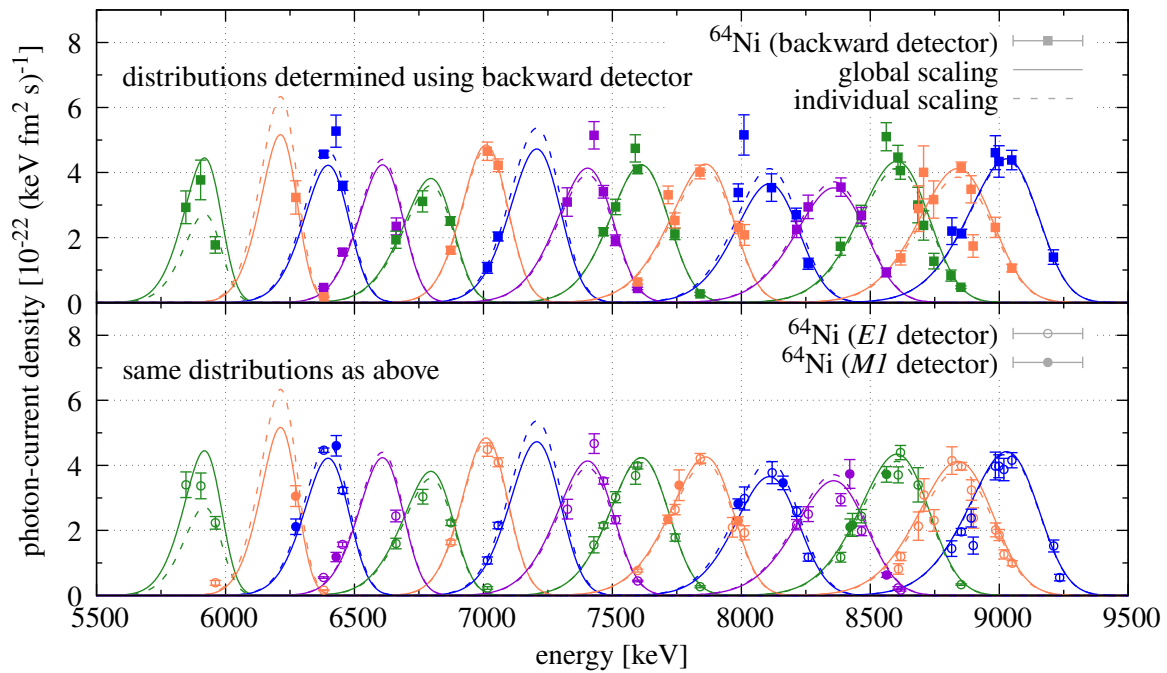 photon-current density [10⁻²² (keV fm² s)⁻¹]
8
6
4
2
0
distributions determined using backward detector
⁶⁴Ni (backward detector)
global scaling
individual scaling
8
6
4
2
0
same distributions as above
⁶⁴Ni (E1 detector)
⁶⁴Ni (M1 detector)
5500 6000 6500 7000 7500 8000 8500 9000 9500
energy [keV]